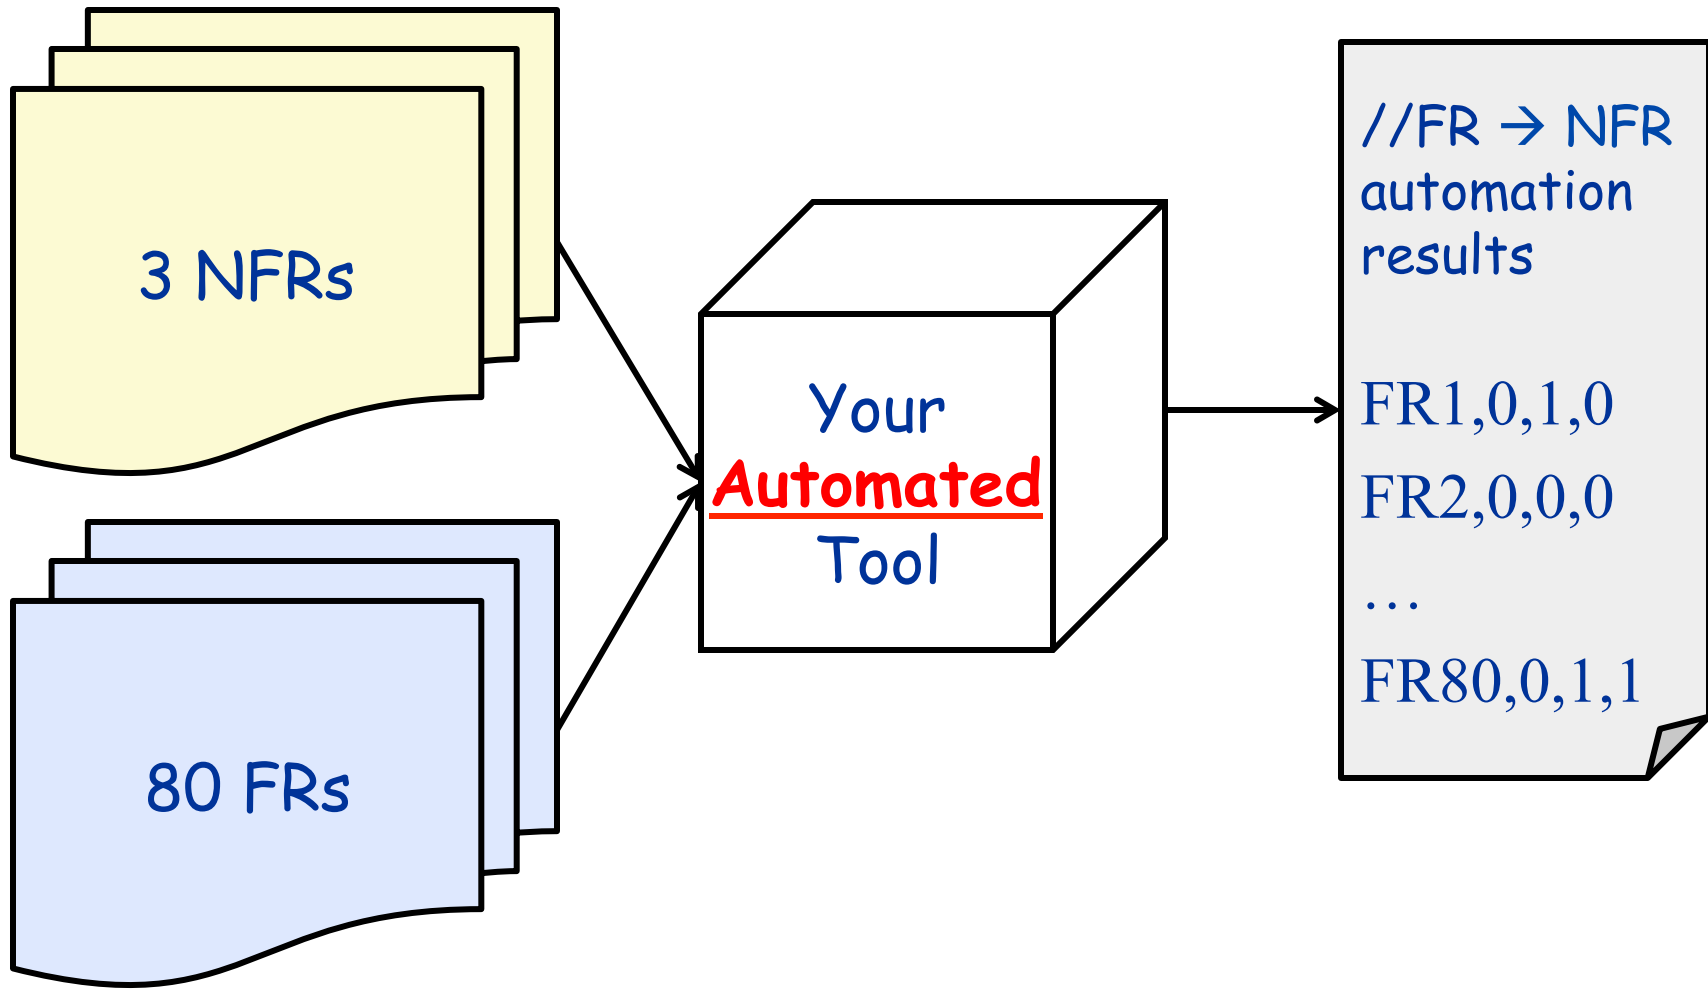 3 NFRs
80 FRs
Your
Automated
Tool
//FR → NFR
automation
results
FR1,0,1,0
FR2,0,0,0
…
FR80,0,1,1